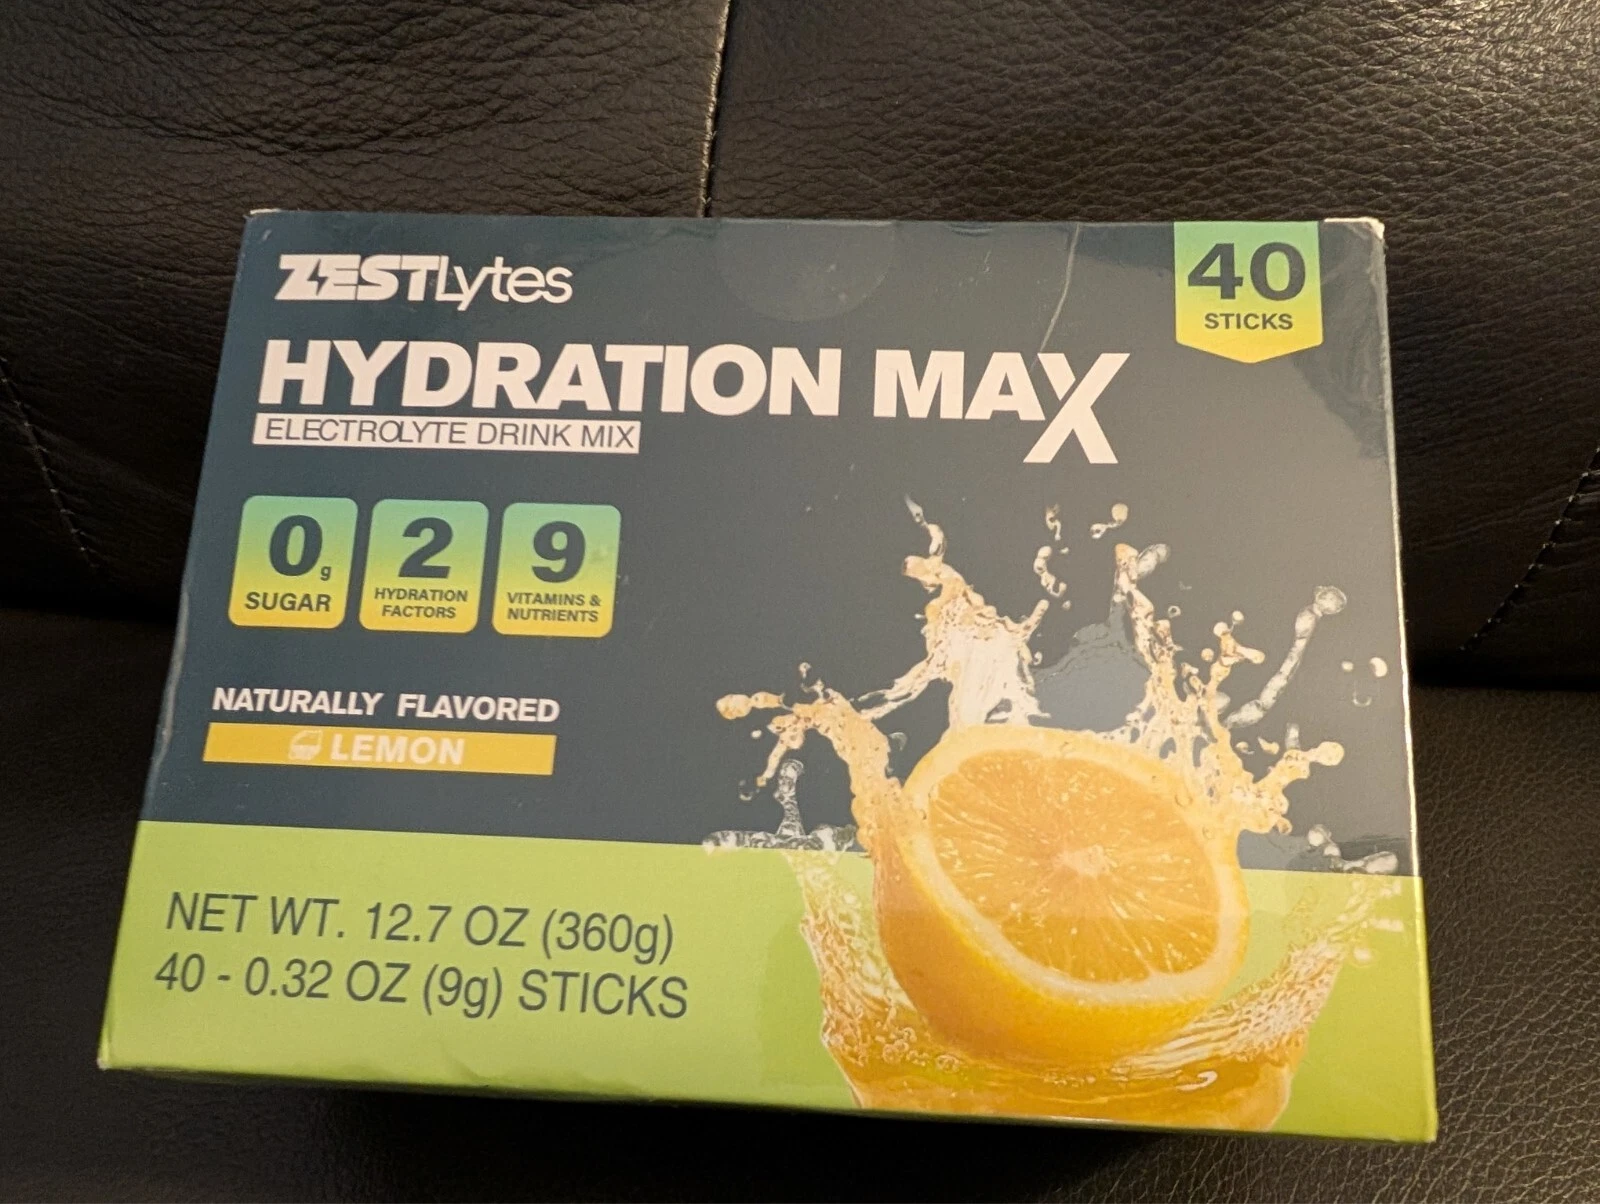 ZESTLytes
HYDRATION MAX
ELECTROLYTE DRINK MIX
40
STICKS
0g
SUGAR
2
HYDRATION
FACTORS
9
VITAMINS &
NUTRIENTS
NATURALLY FLAVORED
LEMON
NET WT. 12.7 OZ (360g)
40 - 0.32 OZ (9g) STICKS